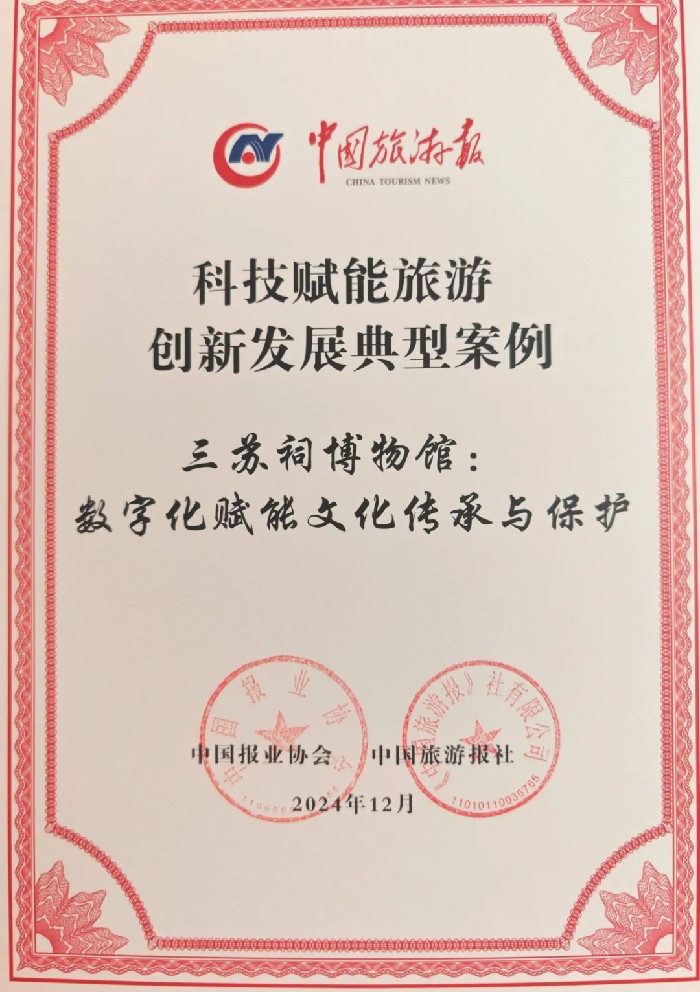 中国旅游报
CHINA TOURISM NEWS
科技赋能旅游
创新发展典型案例
三苏祠博物馆：
数字化赋能文化传承与保护
中国报业协会
《中国旅游报》社有限公司
11010110035765
中国报业协会 中国旅游报社
2024年12月